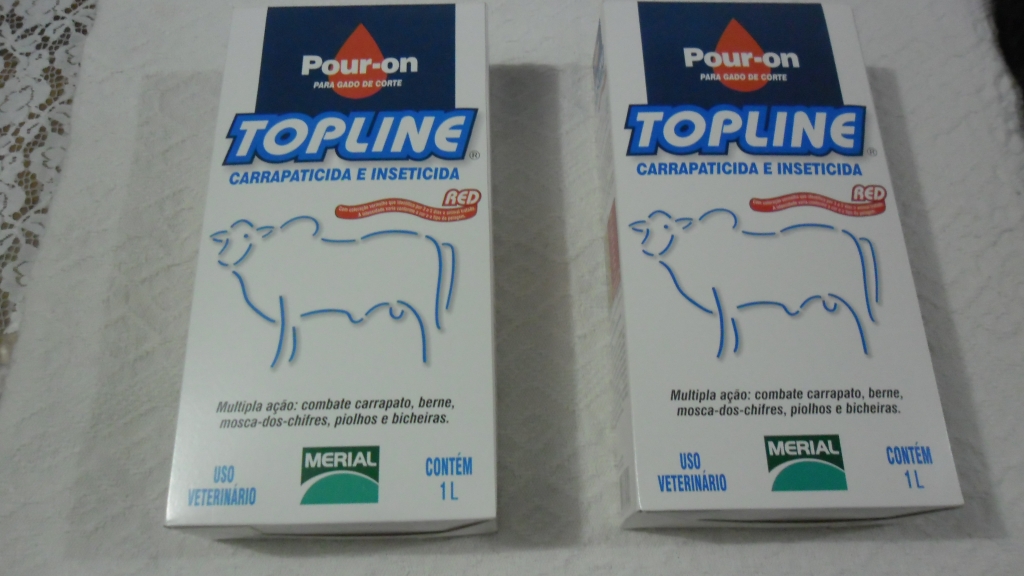 Pour-on
PARA GADO DE CORTE
TOPLINE®
CARRAPATICIDA E INSETICIDA
RED
Multipla ação: combate carrapato, berne,
mosca-dos-chifres, piolhos e bicheiras.
USO
VETERINÁRIO
MERIAL
CONTÉM
1 L
Pour-on
PARA GADO DE CORTE
TOPLINE®
CARRAPATICIDA E INSETICIDA
RED
Multipla ação: combate carrapato, berne,
mosca-dos-chifres, piolhos e bicheiras.
USO
VETERINÁRIO
MERIAL
CONTÉM
1 L